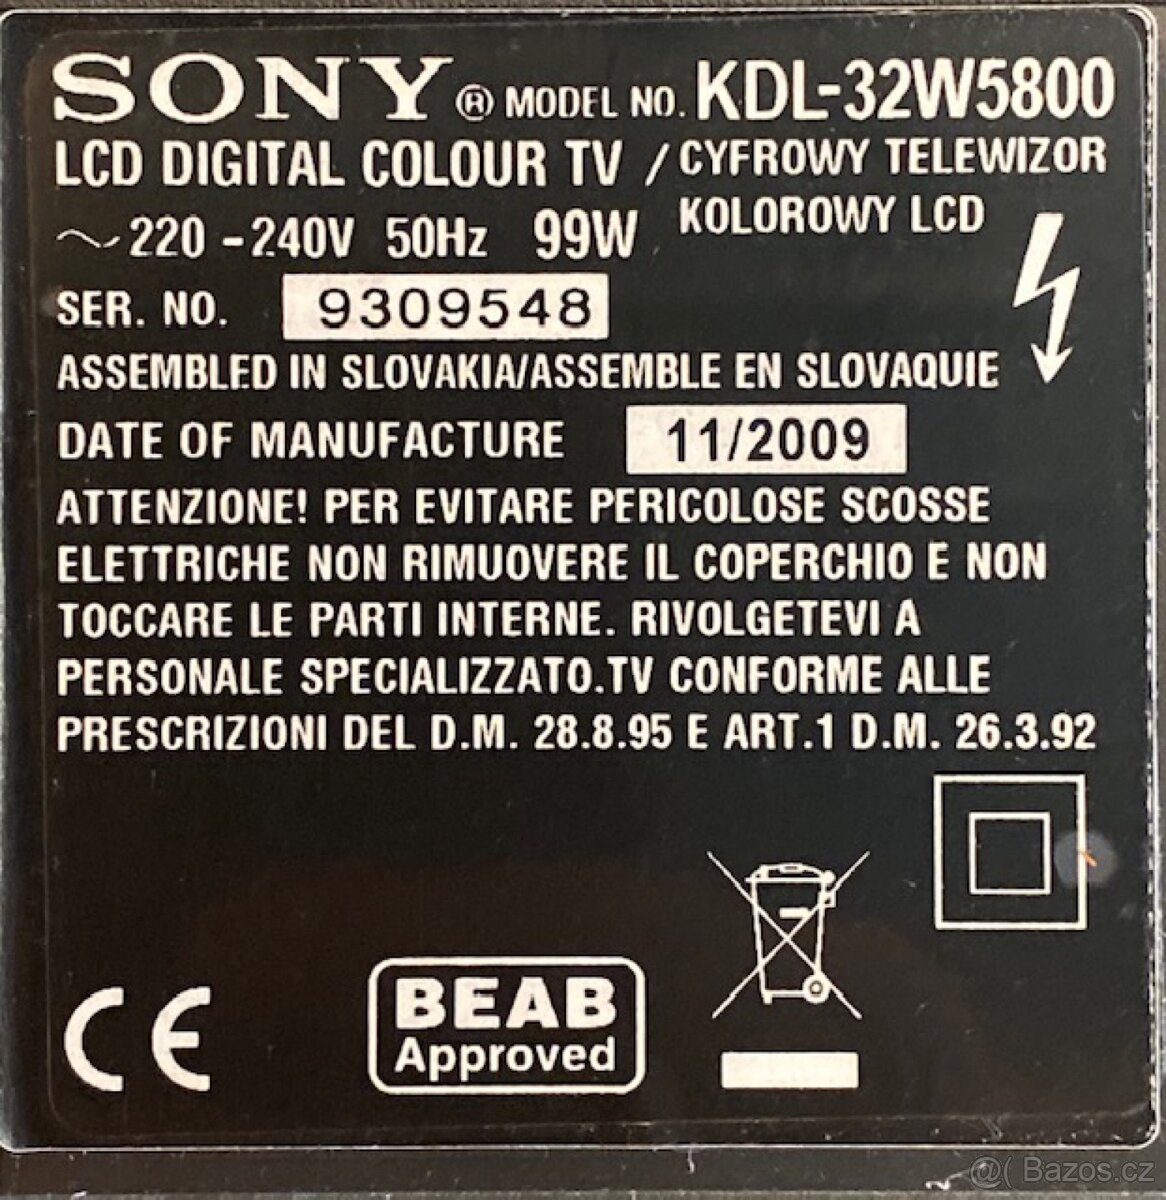 SONY ® MODEL NO. KDL-32W5800
LCD DIGITAL COLOUR TV / CYFROWY TELEWIZOR
KOLOROWY LCD
~ 220 - 240V 50Hz 99W
SER. NO. 9309548
ASSEMBLED IN SLOVAKIA/ASSEMBLE EN SLOVAQUIE
DATE OF MANUFACTURE 11/2009
ATTENZIONE! PER EVITARE PERICOLOSE SCOSSE
ELETTRICHE NON RIMUOVERE IL COPERCHIO E NON
TOCCARE LE PARTI INTERNE. RIVOLGETEVI A
PERSONALE SPECIALIZZATO.TV CONFORME ALLE
PRESCRIZIONI DEL D.M. 28.8.95 E ART.1 D.M. 26.3.92
CE
BEAB
Approved
@( Bazos.cz